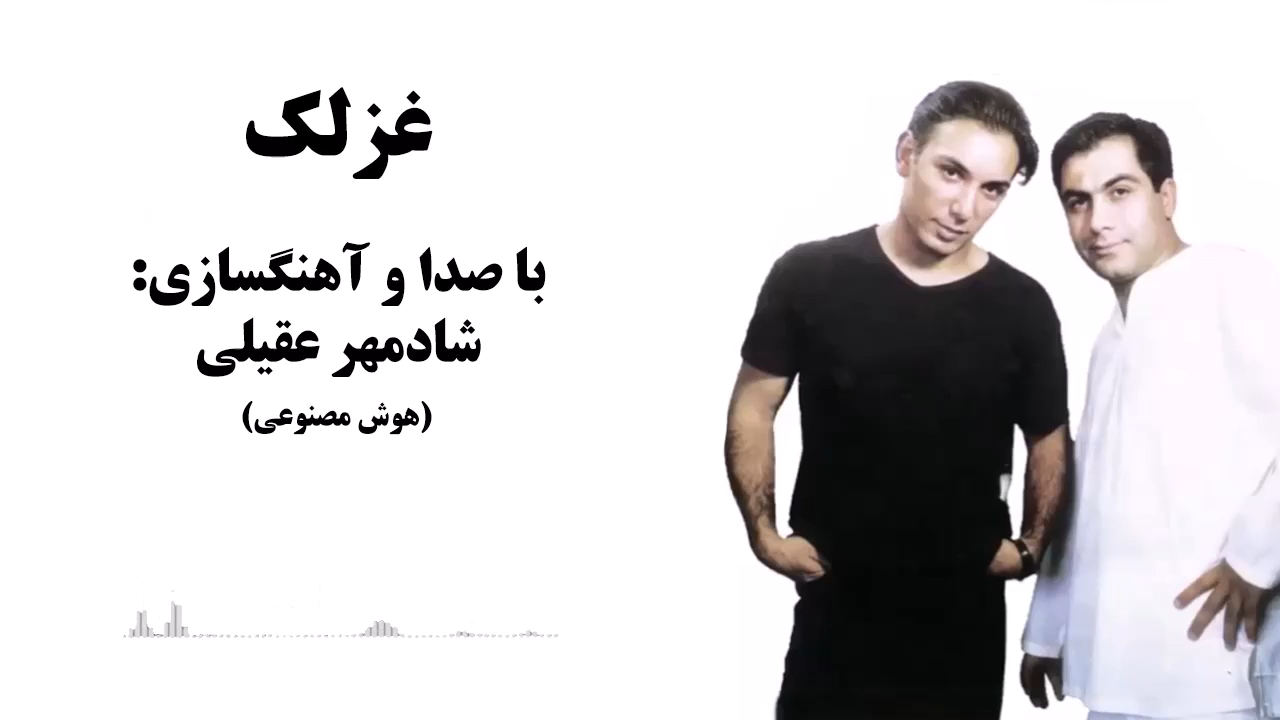 غزلک
با صدا و آهنگسازی:
شادمهر عقیلی
(هوش مصنوعی)